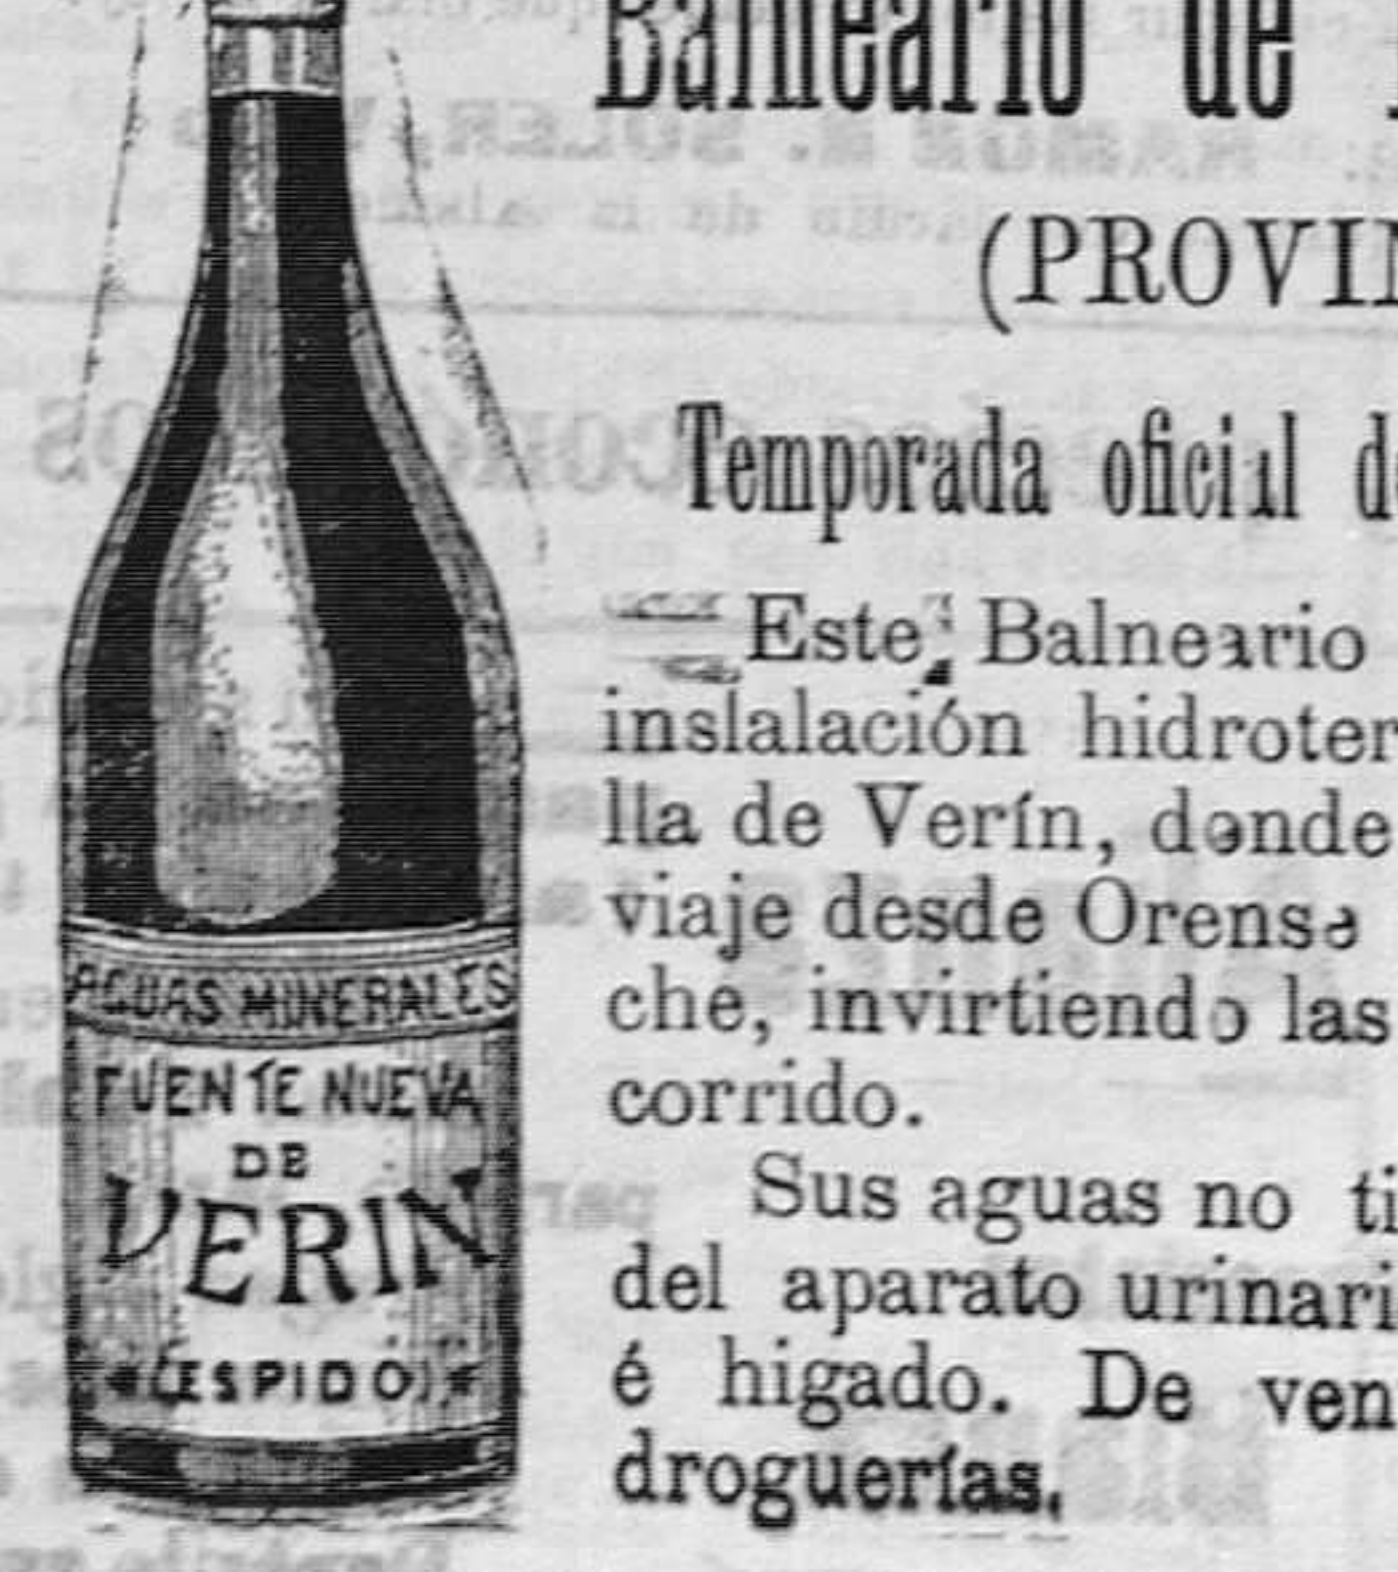 Balneario de
(PROVIN
Temporada oficial d
Este Balneario
inslalación hidroter
lla de Verín, donde
viaje desde Orense
che, invirtiendo las
corrido.
Sus aguas no ti
del aparato urinari
é higado. De ven
droguerías.
AGUAS MINERALES
FUENTE NUEVA
DE
VERIN
(ESPIDO)